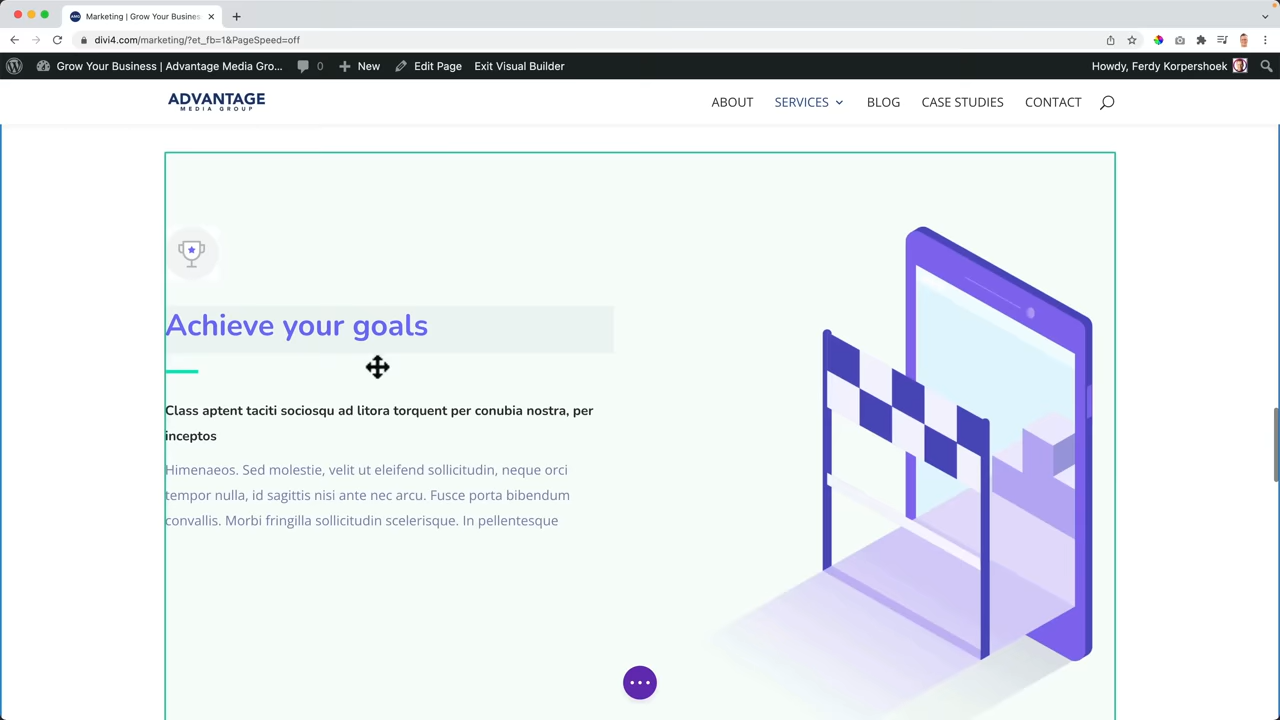 Marketing | Grow Your Busines
divi4.com/marketing/?et_fb=1&PageSpeed=off
Grow Your Business | Advantage Media Gro... 0 New Edit Page Exit Visual Builder Howdy, Ferdy Korpershoek
ADVANTAGE
MEDIA GROUP
ABOUT SERVICES BLOG CASE STUDIES CONTACT
Achieve your goals
Class aptent taciti sociosqu ad litora torquent per conubia nostra, per
inceptos
Himenaeos. Sed molestie, velit ut eleifend sollicitudin, neque orci
tempor nulla, id sagittis nisi ante nec arcu. Fusce porta bibendum
convallis. Morbi fringilla sollicitudin scelerisque. In pellentesque